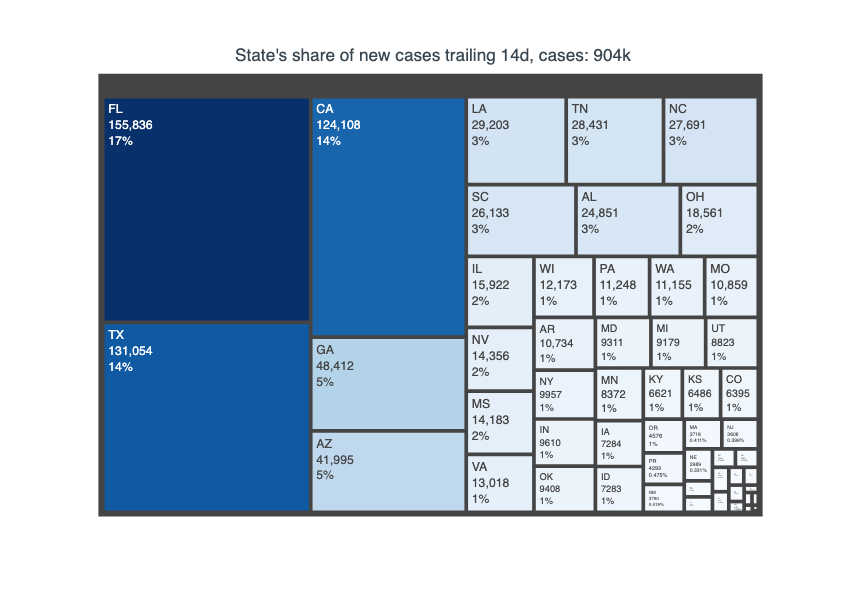 State's share of new cases trailing 14d, cases: 904k
FL
155,836
17%
TX
131,054
14%
CA
124,108
14%
GA
48,412
5%
AZ
41,995
5%
LA
29,203
3%
TN
28,431
3%
NC
27,691
3%
SC
26,133
3%
AL
24,851
3%
OH
18,561
2%
IL
15,922
2%
NV
14,356
2%
MS
14,183
2%
VA
13,018
1%
WI
12,173
1%
PA
11,248
1%
WA
11,155
1%
MO
10,859
1%
AR
10,734
1%
NY
9957
1%
IN
9610
1%
OK
9408
1%
MD
9311
1%
MI
9179
1%
UT
8823
1%
MN
8372
1%
IA
7284
1%
ID
7283
1%
KY
6621
1%
KS
6486
1%
CO
6395
1%
OR
4576
1%
PR
4293
0.475%
NM
3790
0.419%
MA
3718
0.411%
NJ
3606
0.399%
NE
2989
0.331%